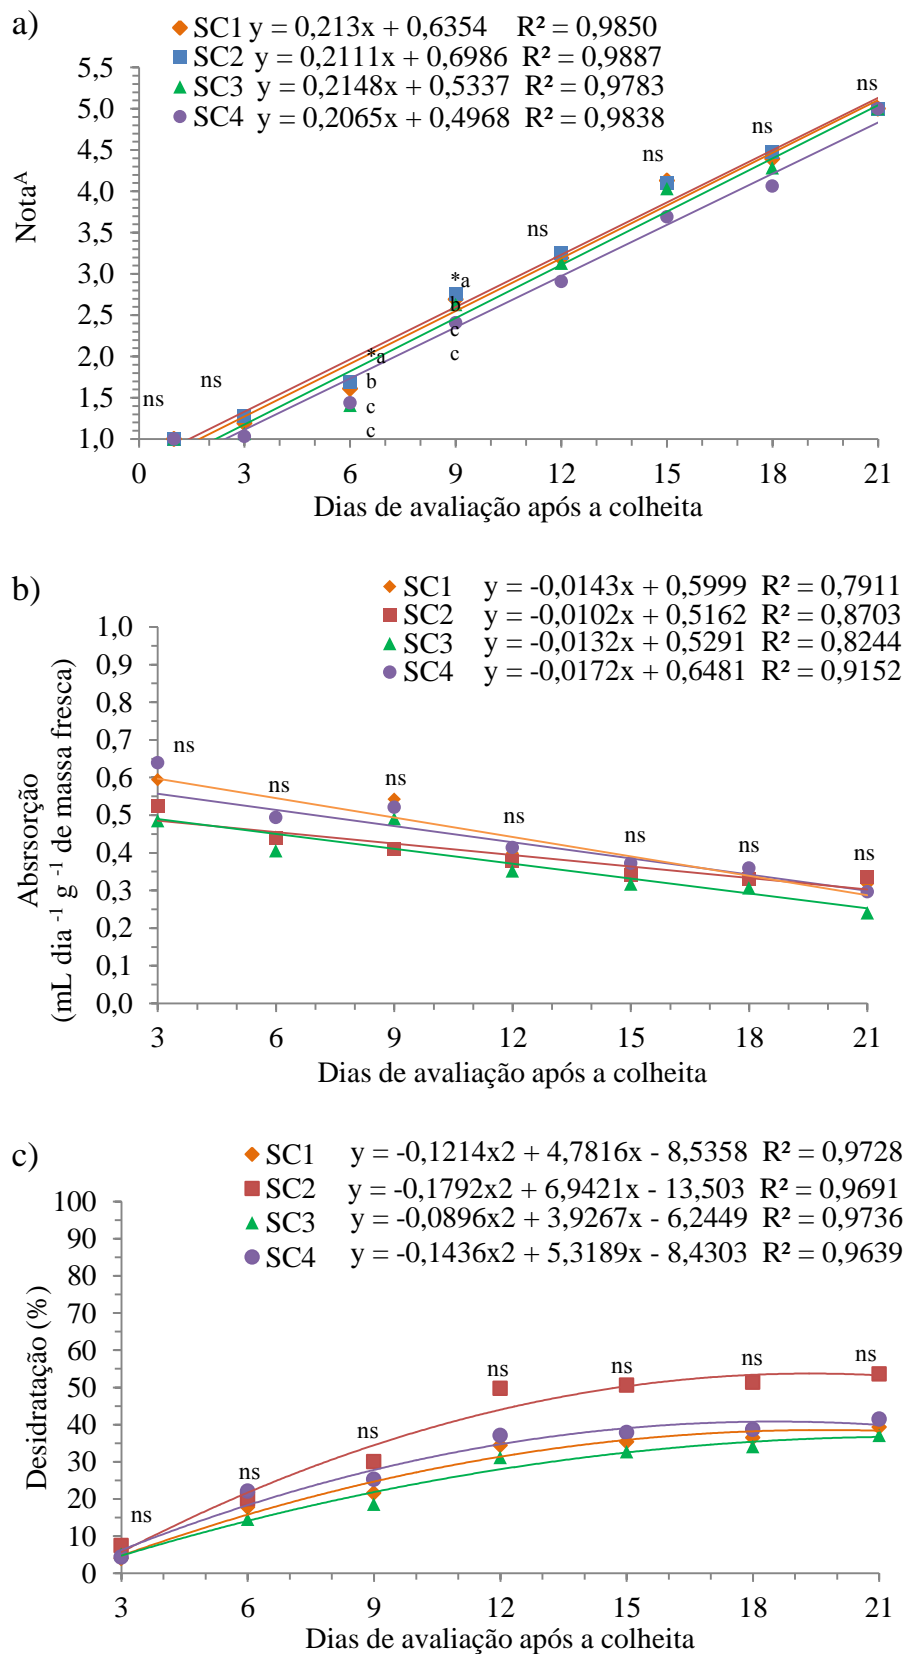 a)
SC1 y = 0,213x + 0,6354 R² = 0,9850
SC2 y = 0,2111x + 0,6986 R² = 0,9887
SC3 y = 0,2148x + 0,5337 R² = 0,9783
SC4 y = 0,2065x + 0,4968 R² = 0,9838
5,5
5,0
4,5
4,0
3,5
3,0
2,5
2,0
1,5
1,0
Nota^A
ns
ns
*a
b
c
c
*a
b
c
c
ns
ns
ns
ns
0 3 6 9 12 15 18 21
Dias de avaliação após a colheita
b)
SC1 y = -0,0143x + 0,5999 R² = 0,7911
SC2 y = -0,0102x + 0,5162 R² = 0,8703
SC3 y = -0,0132x + 0,5291 R² = 0,8244
SC4 y = -0,0172x + 0,6481 R² = 0,9152
1,0
0,9
0,8
0,7
0,6
0,5
0,4
0,3
0,2
0,1
0,0
Absrsorção
(mL dia ⁻¹ g ⁻¹ de massa fresca)
ns ns ns ns ns ns ns
3 6 9 12 15 18 21
Dias de avaliação após a colheita
c)
SC1 y = -0,1214x2 + 4,7816x - 8,5358 R² = 0,9728
SC2 y = -0,1792x2 + 6,9421x - 13,503 R² = 0,9691
SC3 y = -0,0896x2 + 3,9267x - 6,2449 R² = 0,9736
SC4 y = -0,1436x2 + 5,3189x - 8,4303 R² = 0,9639
100
90
80
70
60
50
40
30
20
10
0
Desidratação (%)
ns ns ns ns ns ns ns
3 6 9 12 15 18 21
Dias de avaliação após a colheita